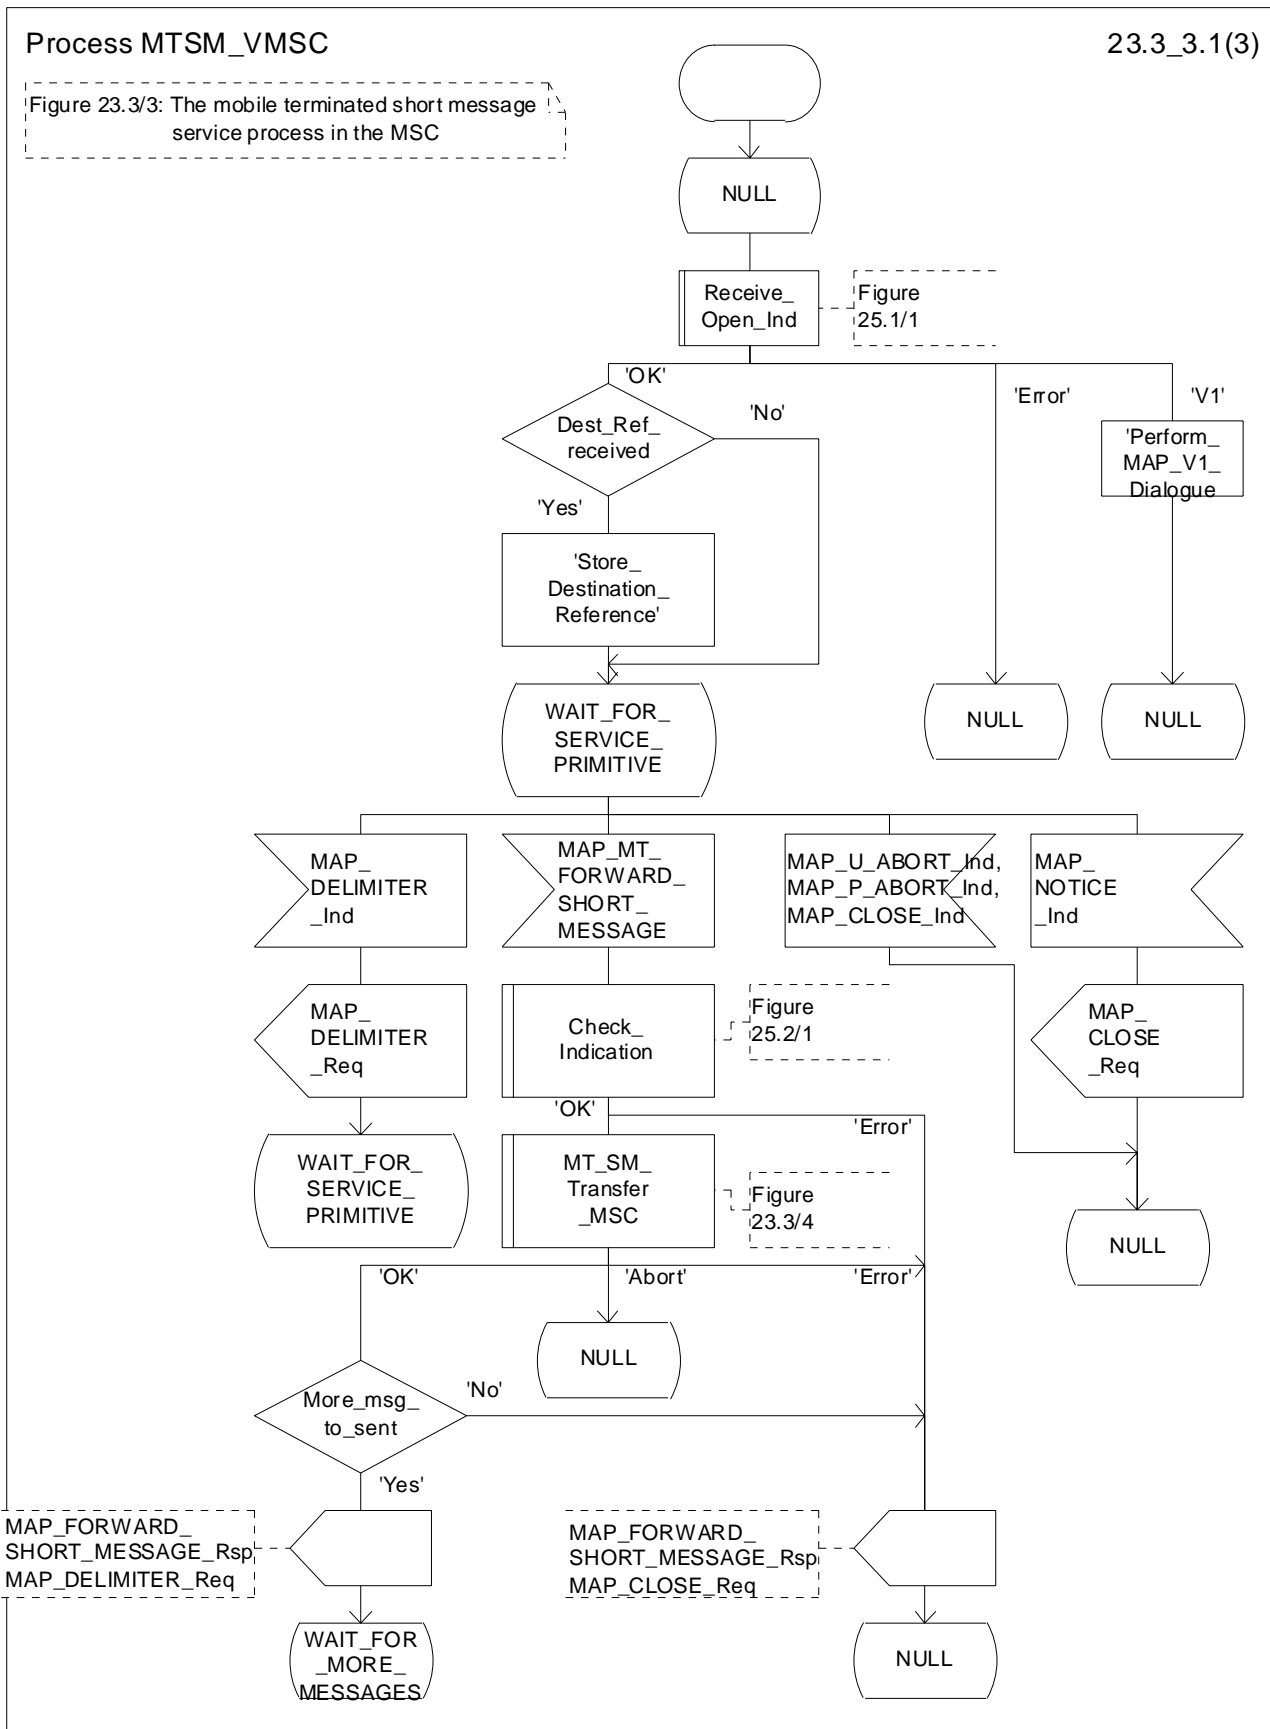 Process MTSM_VMSC
23.3_3.1(3)
Figure 23.3/3: The mobile terminated short message
service process in the MSC
NULL
Receive_
Open_Ind
Figure
25.1/1
'OK'
'Error'
'V1'
Dest_Ref_
received
'No'
'Perform_
MAP_V1_
Dialogue
'Yes'
'Store_
Destination_
Reference'
WAIT_FOR_
SERVICE_
PRIMITIVE
NULL
NULL
MAP_
DELIMITER
_Ind
MAP_MT_
FORWARD_
SHORT_
MESSAGE
MAP_U_ABORT_Ind,
MAP_P_ABORT_Ind,
MAP_CLOSE_Ind
MAP_
NOTICE
_Ind
MAP_
DELIMITER
_Req
Check_
Indication
Figure
25.2/1
MAP_
CLOSE
_Req
'OK'
'Error'
WAIT_FOR_
SERVICE_
PRIMITIVE
MT_SM_
Transfer
_MSC
Figure
23.3/4
NULL
'OK'
'Abort'
'Error'
NULL
More_msg_
to_sent
'No'
'Yes'
MAP_FORWARD_
SHORT_MESSAGE_Rsp
MAP_DELIMITER_Req
MAP_FORWARD_
SHORT_MESSAGE_Rsp
MAP_CLOSE_Req
WAIT_FOR
_MORE_
MESSAGES
NULL